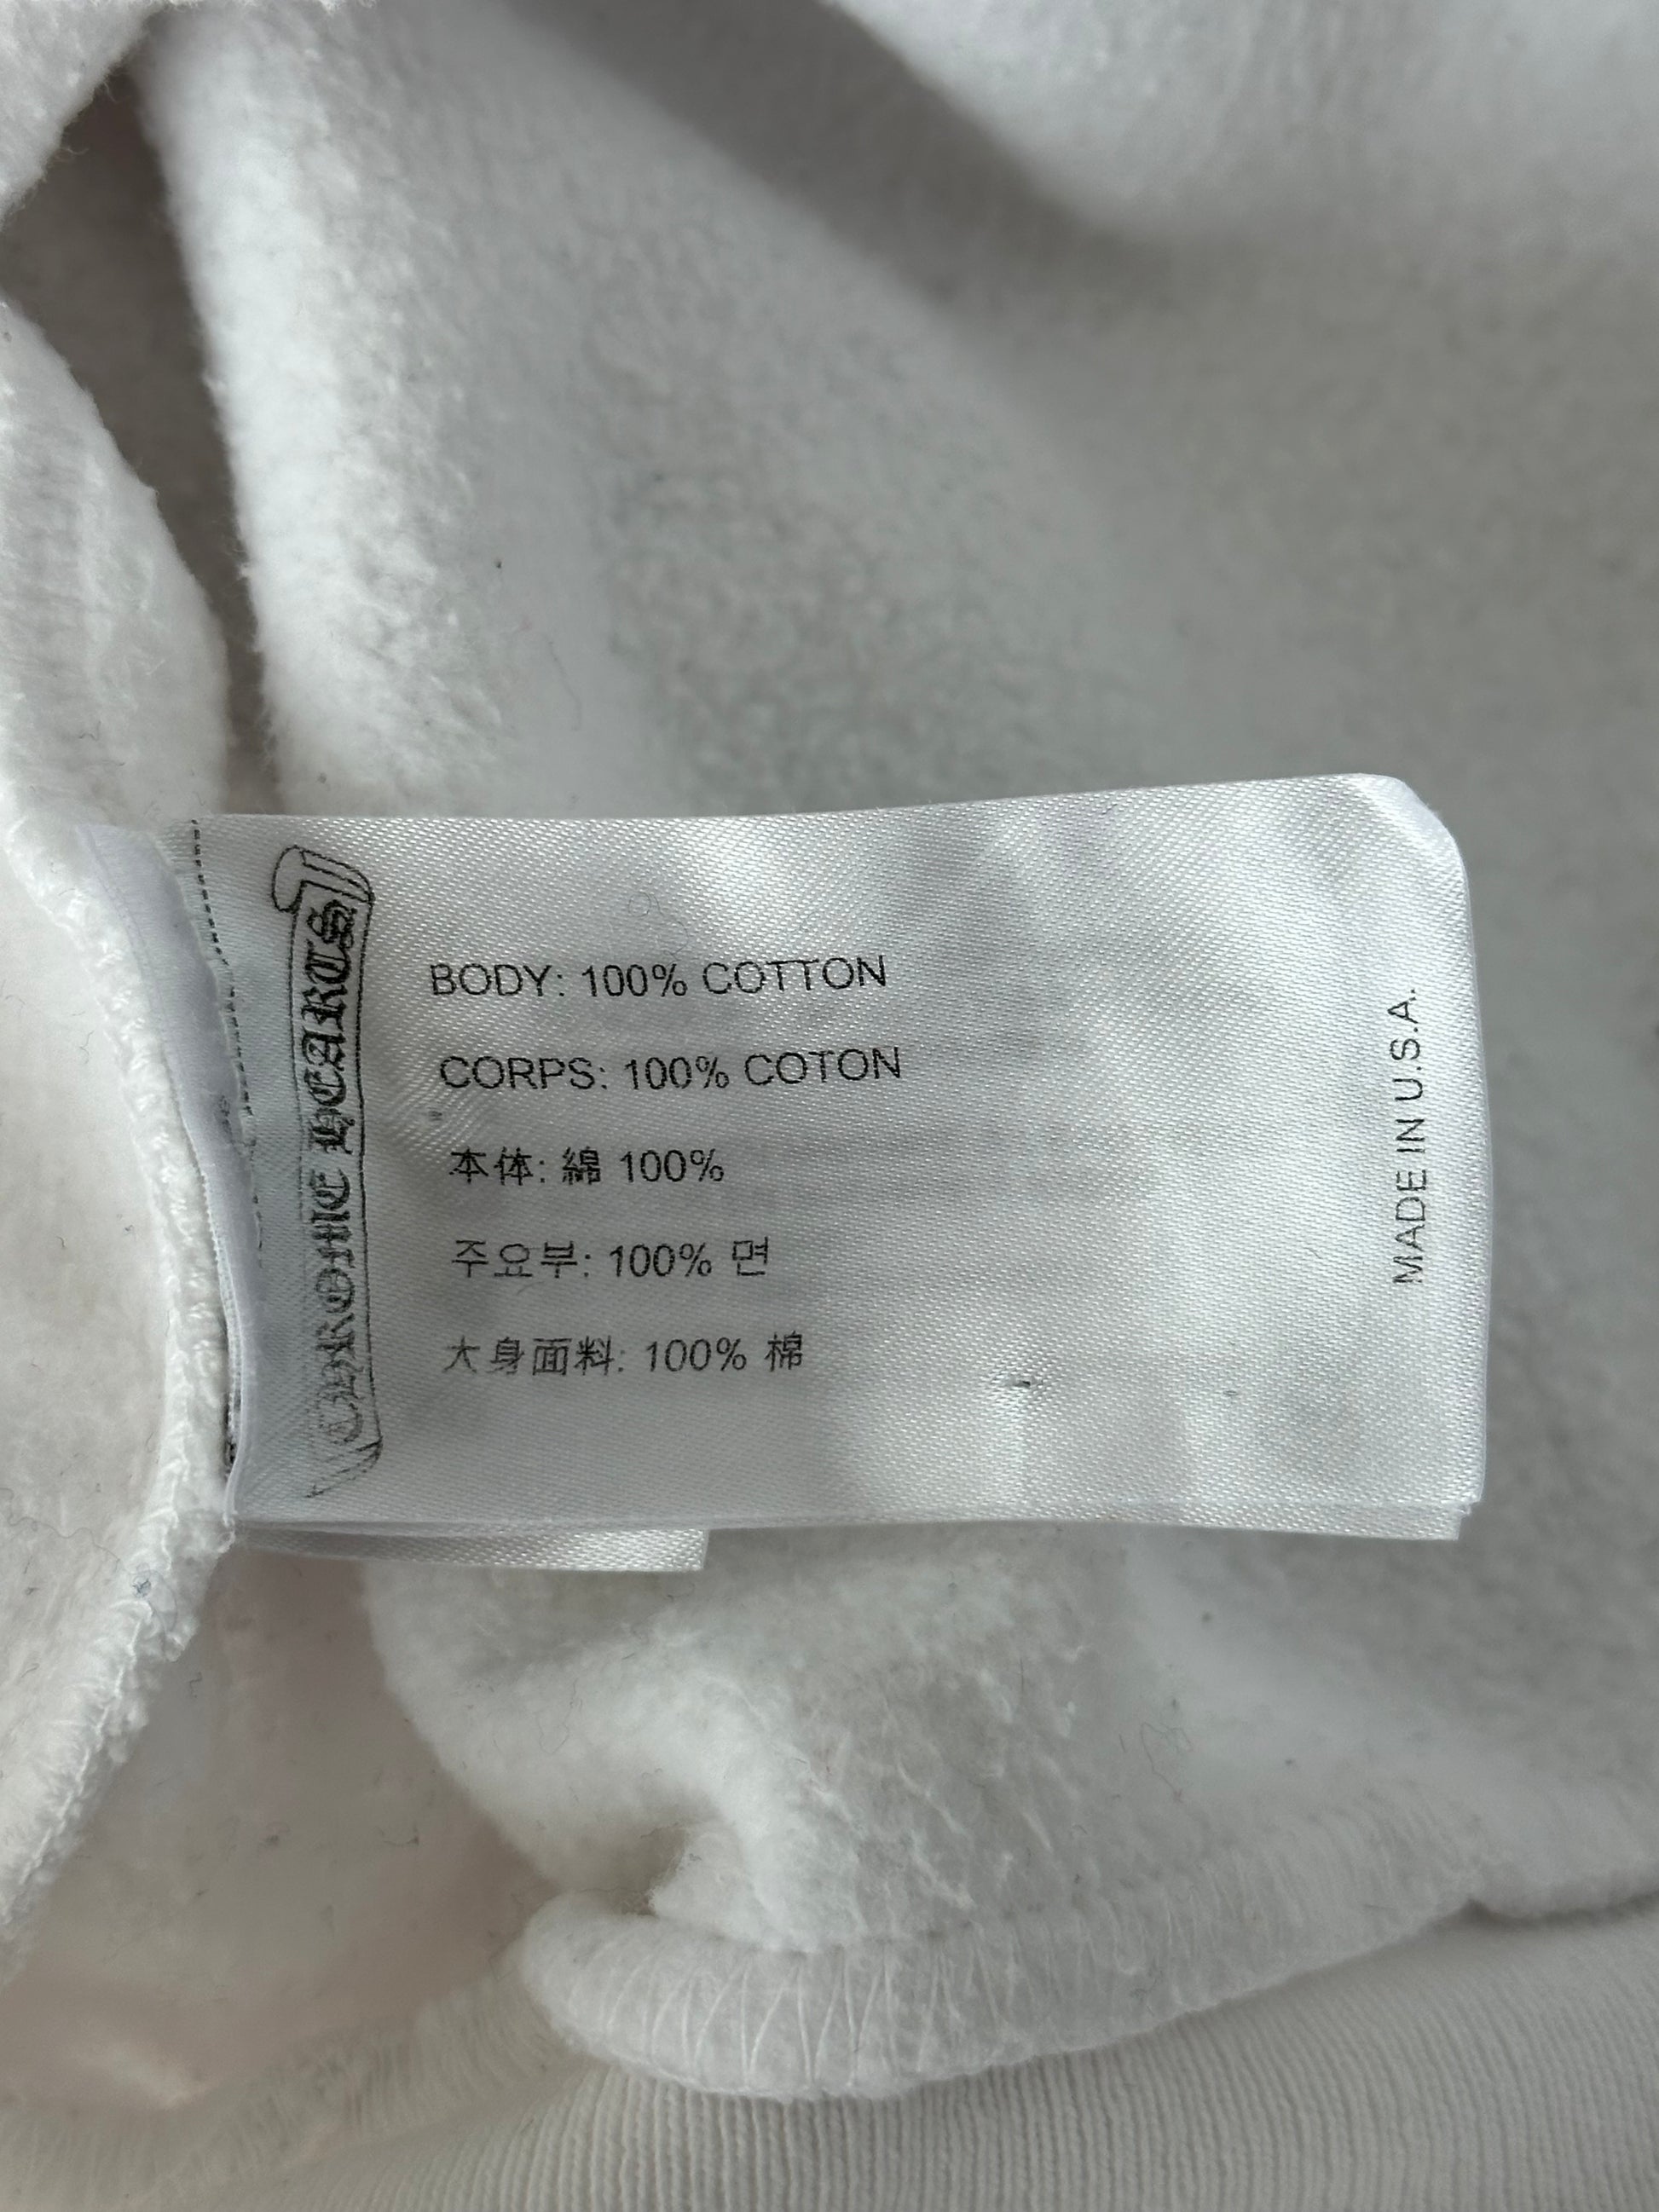 CHROME HEARTS
BODY: 100% COTTON
CORPS: 100% COTON
本体: 綿 100%
주요부: 100% 면
大身面料: 100% 棉
MADE IN U.S.A.